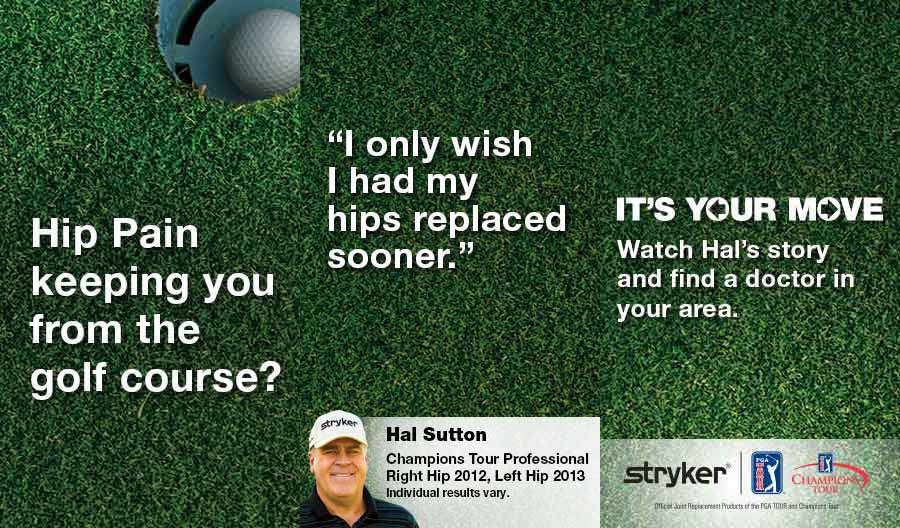 Hip Pain
keeping you
from the
golf course?
“I only wish
I had my
hips replaced
sooner.”
stryker
Hal Sutton
Champions Tour Professional
Right Hip 2012, Left Hip 2013
Individual results vary.
IT’S YOUR MOVE
Watch Hal’s story
and find a doctor in
your area.
stryker®
PGA
TOUR
CHAMPIONS
TOUR
Official Joint Replacement Products of the PGA TOUR and Champions Tour